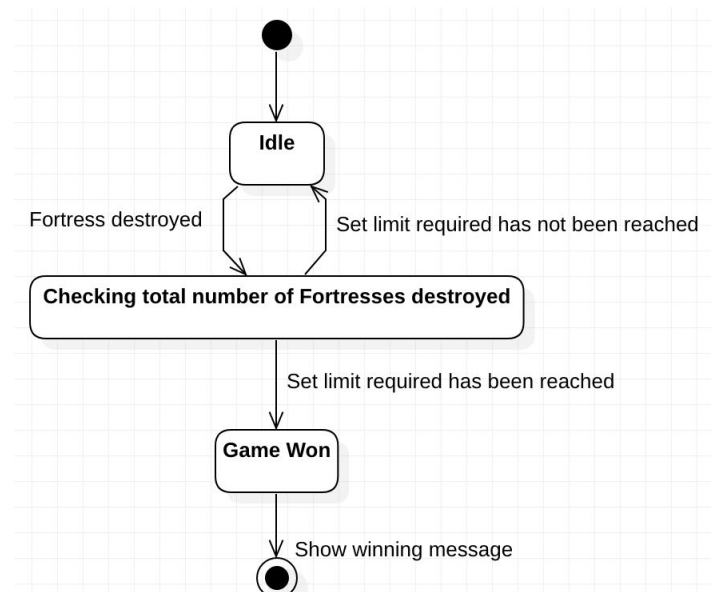 Idle
Fortress destroyed
Set limit required has not been reached
Checking total number of Fortresses destroyed
Set limit required has been reached
Game Won
Show winning message